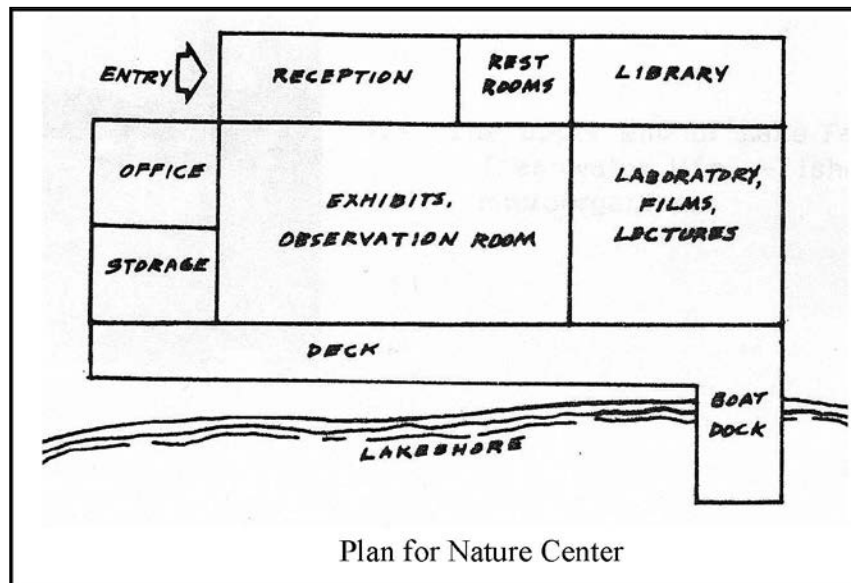 ENTRY
RECEPTION
REST
ROOMS
LIBRARY
OFFICE
STORAGE
EXHIBITS,
OBSERVATION ROOM
LABORATORY,
FILMS,
LECTURES
DECK
BOAT
DOCK
LAKESHORE
Plan for Nature Center